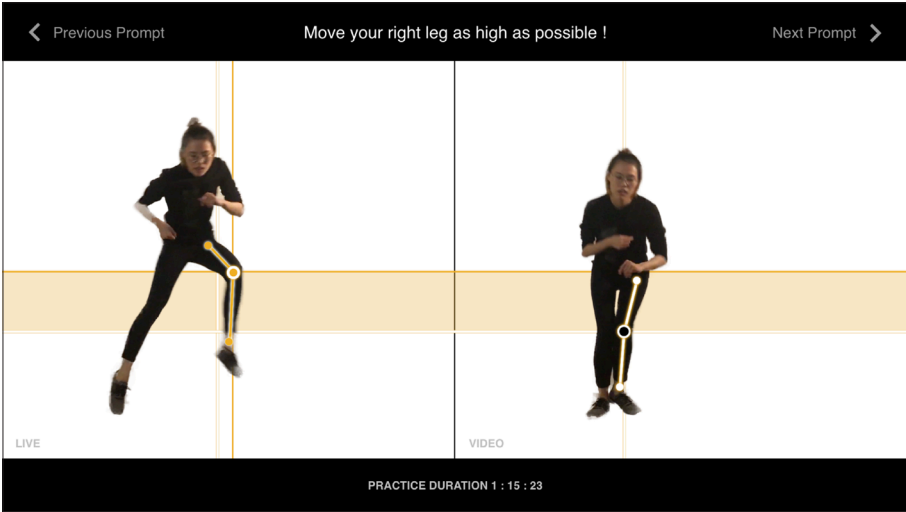 Previous Prompt
Move your right leg as high as possible !
Next Prompt
LIVE
VIDEO
PRACTICE DURATION 1 : 15 : 23